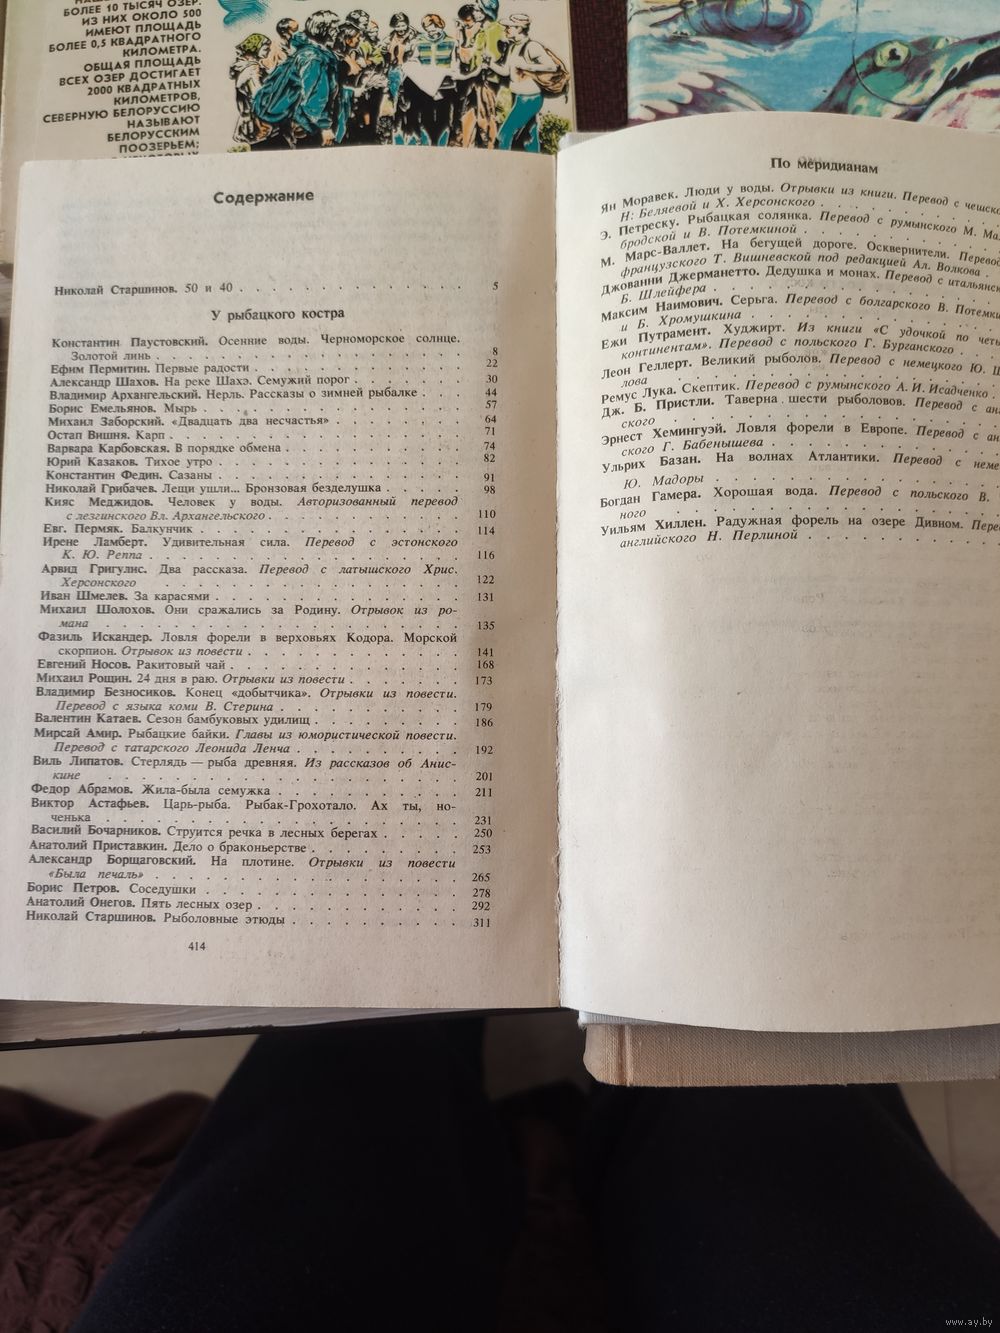 БОЛЕЕ 10 ТЫСЯЧ ОЗЕР.
ИЗ НИХ ОКОЛО 500
ИМЕЮТ ПЛОЩАДЬ
БОЛЕЕ 0,5 КВАДРАТНОГО
КИЛОМЕТРА.
ОБЩАЯ ПЛОЩАДЬ
ВСЕХ ОЗЕР ДОСТИГАЕТ
2000 КВАДРАТНЫХ
КИЛОМЕТРОВ,
СЕВЕРНУЮ БЕЛОРУССИЮ
НАЗЫВАЮТ
БЕЛОРУССКИМ
ПООЗЕРЬЕМ;
Содержание
Николай Старшинов. 50 и 40 . . . . . . . . . . . . . . 5
У рыбацкого костра
Константин Паустовский. Осенние воды. Черноморское солнце.
Золотой линь . . . . . . . . . . . . . . . . 8
Ефим Пермитин. Первые радости . . . . . . . . . . . . 22
Александр Шахов. На реке Шахэ. Семужий порог . . . . . . 30
Владимир Архангельский. Нерль. Рассказы о зимней рыбалке . . . 44
Борис Емельянов. Мырь . . . . . . . . . . . . . . . 57
Михаил Заборский. «Двадцать два несчастья» . . . . . . . 64
Остап Вишня. Карп . . . . . . . . . . . . . . . . 71
Варвара Карбовская. В порядке обмена . . . . . . . . . 74
Юрий Казаков. Тихое утро . . . . . . . . . . . . . . 82
Константин Федин. Сазаны . . . . . . . . . . . . . . 91
Николай Грибачев. Лещи ушли... Бронзовая безделушка . . . . 98
Кияс Меджидов. Человек у воды. Авторизованный перевод
с лезгинского Вл. Архангельского . . . . . . . . . . 110
Евг. Пермяк. Балкунчик . . . . . . . . . . . . . . . 114
Ирене Ламберт. Удивительная сила. Перевод с эстонского
К. Ю. Реппа . . . . . . . . . . . . . . . . 116
Арвид Григулис. Два рассказа. Перевод с латышского Хрис.
Херсонского . . . . . . . . . . . . . . . . 122
Иван Шмелев. За карасями . . . . . . . . . . . . . . 131
Михаил Шолохов. Они сражались за Родину. Отрывок из ро-
мана . . . . . . . . . . . . . . . . . . . 135
Фазиль Искандер. Ловля форели в верховьях Кодора. Морской
скорпион. Отрывок из повести . . . . . . . . . . . 141
Евгений Носов. Ракитовый чай . . . . . . . . . . . . . 168
Михаил Рощин. 24 дня в раю. Отрывки из повести . . . . . . 173
Владимир Безносиков. Конец «добытчика». Отрывки из повести.
Перевод с языка коми В. Стерина . . . . . . . . . . 179
Валентин Катаев. Сезон бамбуковых удилищ . . . . . . . . 186
Мирсай Амир. Рыбацкие байки. Главы из юмористической повести.
Перевод с татарского Леонида Ленча . . . . . . . . . 192
Виль Липатов. Стерлядь — рыба древняя. Из рассказов об Анис-
кине . . . . . . . . . . . . . . . . . . . 201
Федор Абрамов. Жила-была семужка . . . . . . . . . . . 211
Виктор Астафьев. Царь-рыба. Рыбак-Грохотало. Ах ты, но-
ченька . . . . . . . . . . . . . . . . . . 231
Василий Бочарников. Струится речка в лесных берегах . . . . . 250
Анатолий Приставкин. Дело о браконьерстве . . . . . . . . 253
Александр Борщаговский. На плотине. Отрывки из повести
«Была печаль» . . . . . . . . . . . . . . . . 265
Борис Петров. Соседушки . . . . . . . . . . . . . . . 278
Анатолий Онегов. Пять лесных озер . . . . . . . . . . . 292
Николай Старшинов. Рыболовные этюды . . . . . . . . . . 311
414
По меридианам
Ян Моравек. Люди у воды. Отрывки из книги. Перевод с чешско
Н. Беляевой и Х. Херсонского . . . . . . . . .
Э. Петреску. Рыбацкая солянка. Перевод с румынского М. Мал
бродской и В. Потемкиной . . . . . . . . . .
М. Марс-Валлет. На бегущей дороге. Осквернители. Перевод
французского Т. Вишневской под редакцией Ал. Волкова .
Джованни Джерманетто. Дедушка и монах. Перевод с итальянск
Б. Шлейфера . . . . . . . . . . . . . . .
Максим Наимович. Серьга. Перевод с болгарского В. Потемки
и Б. Хромушкина . . . . . . . . . . . . .
Ежи Путрамент. Худжирт. Из книги «С удочкой по четы
континентам». Перевод с польского Г. Бурганского .
Леон Геллерт. Великий рыболов. Перевод с немецкого Ю. Ш
лова . . . . . . . . . . . . . . . . . .
Ремус Лука. Скептик. Перевод с румынского А. И. Исадченко .
Дж. Б. Пристли. Таверна шести рыболовов. Перевод с ан
ского . . . . . . . . . . . . . . . . . .
Эрнест Хемингуэй. Ловля форели в Европе. Перевод с ан
ского Г. Бабенышева . . . . . . . . . . . .
Ульрих Базан. На волнах Атлантики. Перевод с неме
Ю. Мадоры . . . . . . . . . . . . . . .
Богдан Гамера. Хорошая вода. Перевод с польского В.
ного . . . . . . . . . . . . . . . . . .
Уильям Хиллен. Радужная форель на озере Дивном. Перев
английского Н. Перлиной . . . . . . . . . . .
www.ay.by